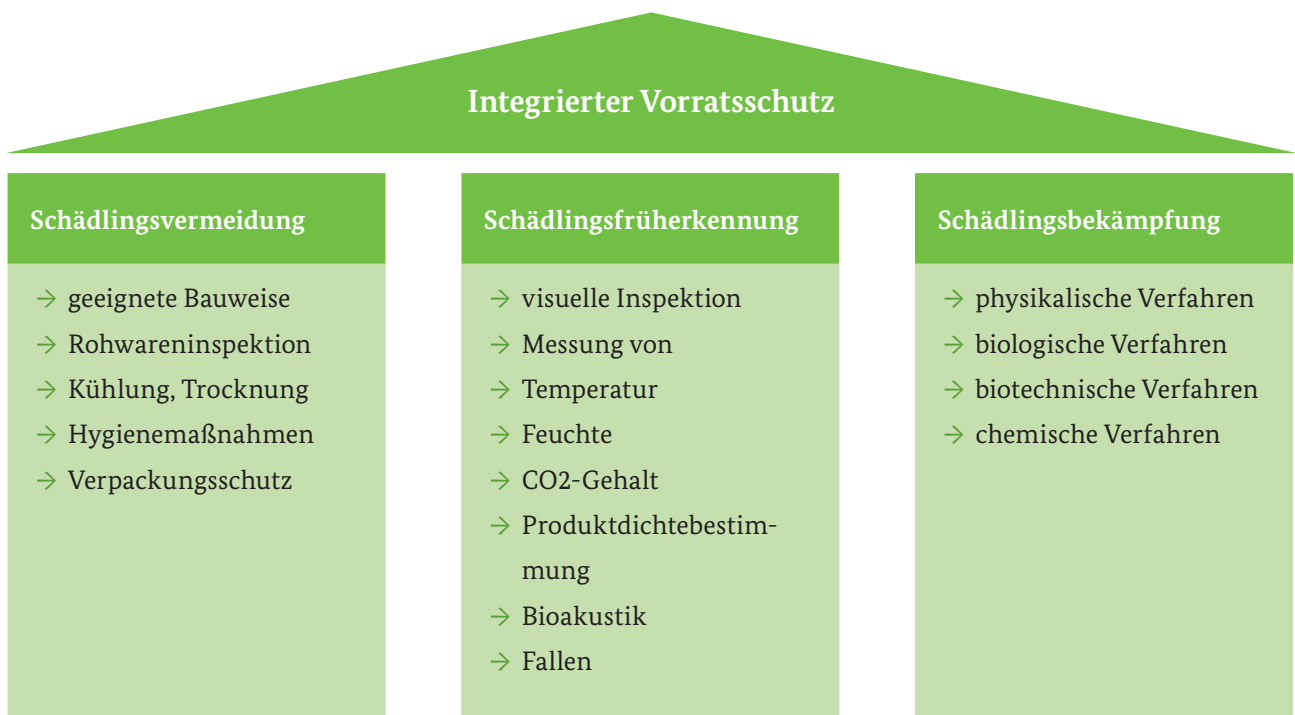 Integrierter Vorratsschutz
Schädlingsvermeidung
→ geeignete Bauweise
→ Rohwareninspektion
→ Kühlung, Trocknung
→ Hygienemaßnahmen
→ Verpackungsschutz
Schädlingsfrüherkennung
→ visuelle Inspektion
→ Messung von
→ Temperatur
→ Feuchte
→ CO2-Gehalt
→ Produktdichtebestim-
mung
→ Bioakustik
→ Fallen
Schädlingsbekämpfung
→ physikalische Verfahren
→ biologische Verfahren
→ biotechnische Verfahren
→ chemische Verfahren